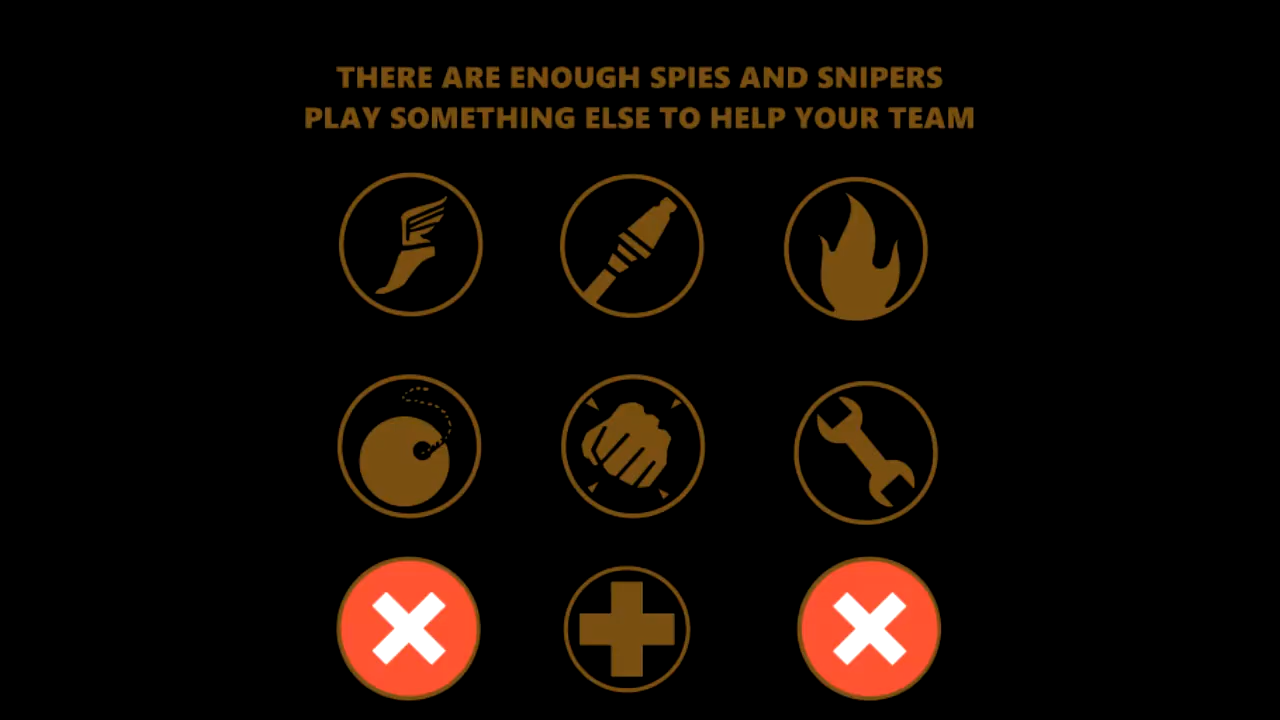 THERE ARE ENOUGH SPIES AND SNIPERS
PLAY SOMETHING ELSE TO HELP YOUR TEAM